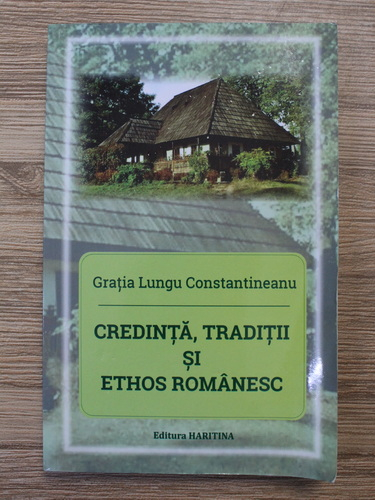 Grația Lungu Constantineanu
CREDINȚĂ, TRADIȚII
ȘI
ETHOS ROMÂNESC
Editura HARITINA